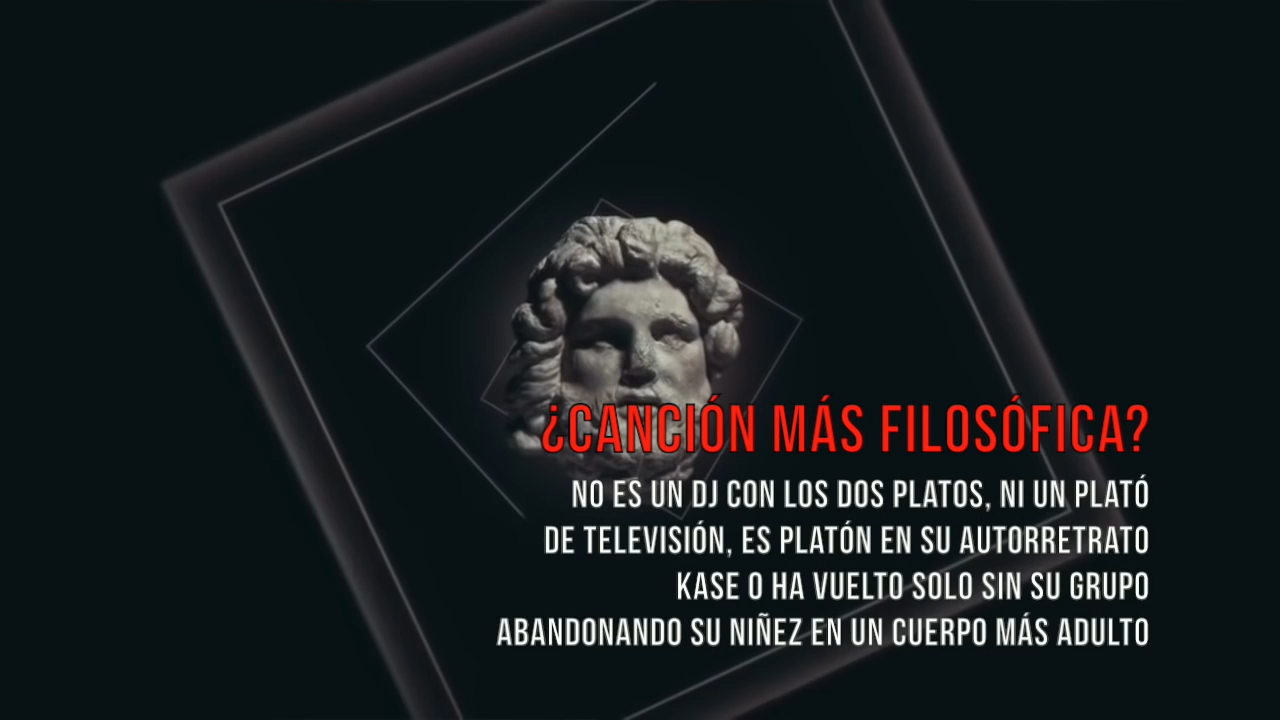 ¿CANCIÓN MÁS FILOSÓFICA?
NO ES UN DJ CON LOS DOS PLATOS, NI UN PLATÓ
DE TELEVISIÓN, ES PLATÓN EN SU AUTORRETRATO
KASE O HA VUELTO SOLO SIN SU GRUPO
ABANDONANDO SU NIÑEZ EN UN CUERPO MÁS ADULTO